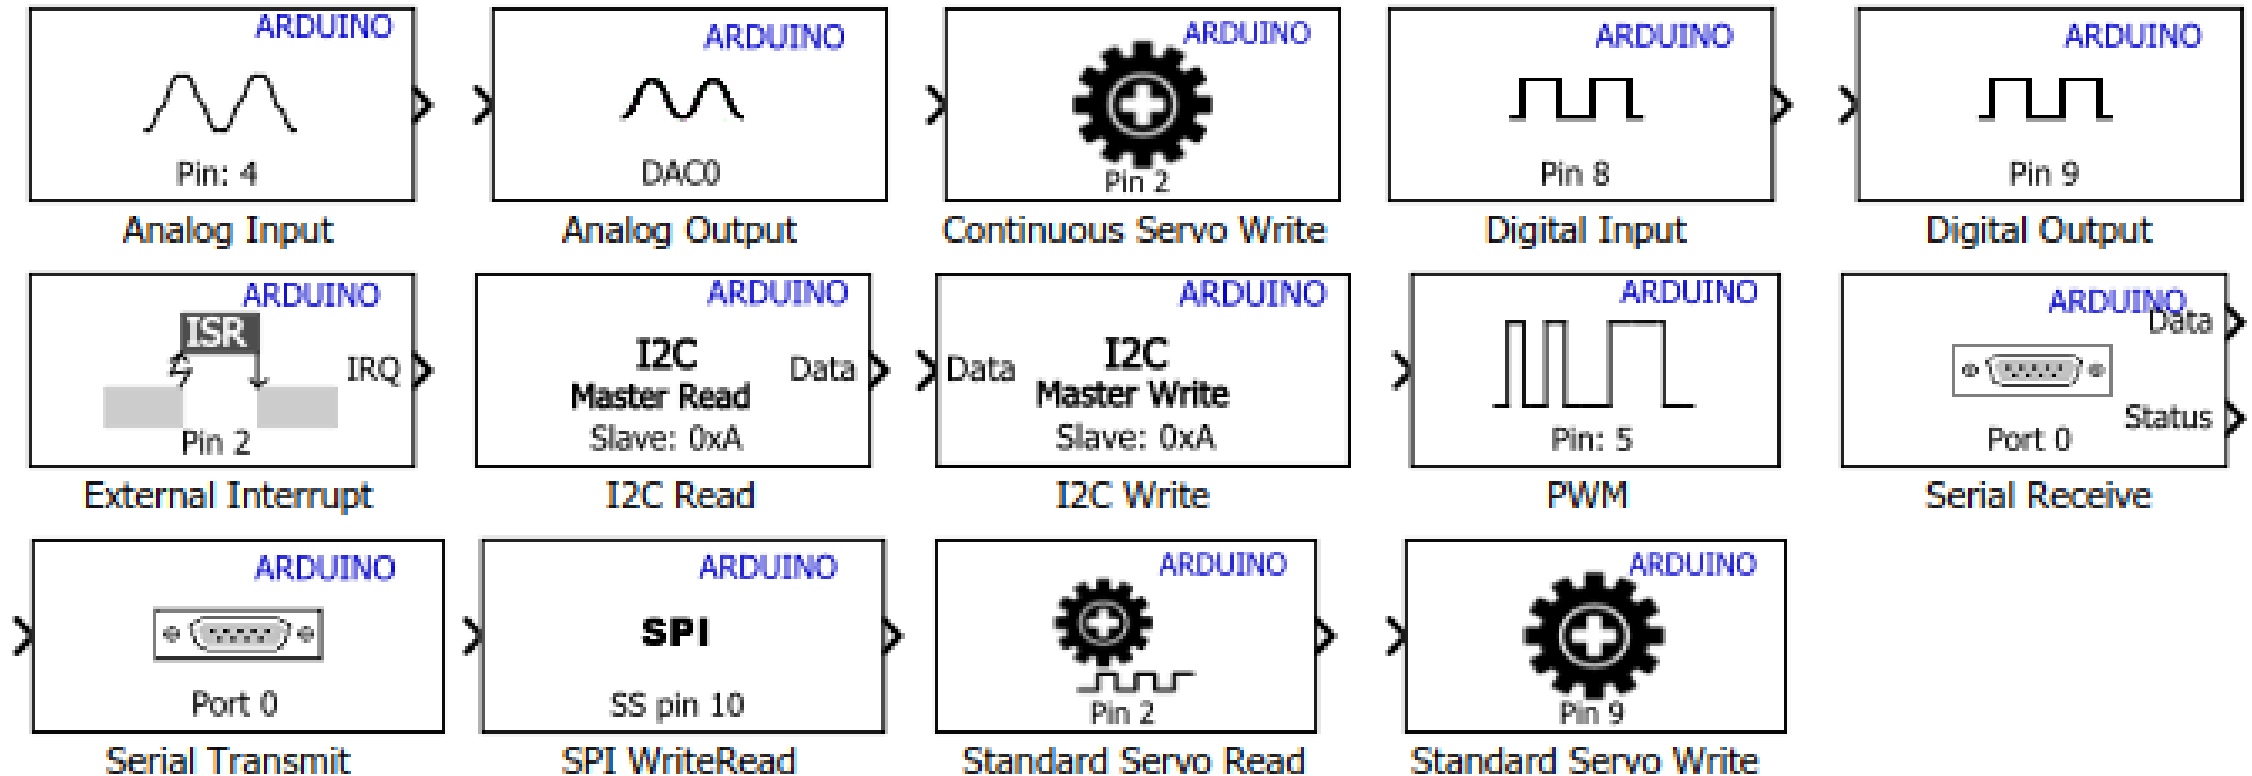 ARDUINO
Pin: 4
Analog Input
ARDUINO
DAC0
Analog Output
ARDUINO
Pin 2
Continuous Servo Write
ARDUINO
Pin 8
Digital Input
ARDUINO
Pin 9
Digital Output
ARDUINO
ISR
IRQ
Pin 2
External Interrupt
ARDUINO
I2C
Data
Master Read
Slave: 0xA
I2C Read
ARDUINO
I2C
Data
Master Write
Slave: 0xA
I2C Write
ARDUINO
Pin: 5
PWM
ARDUINO
Data
Status
Port 0
Serial Receive
ARDUINO
Port 0
Serial Transmit
ARDUINO
SPI
SS pin 10
SPI WriteRead
ARDUINO
Pin 2
Standard Servo Read
ARDUINO
Pin 9
Standard Servo Write